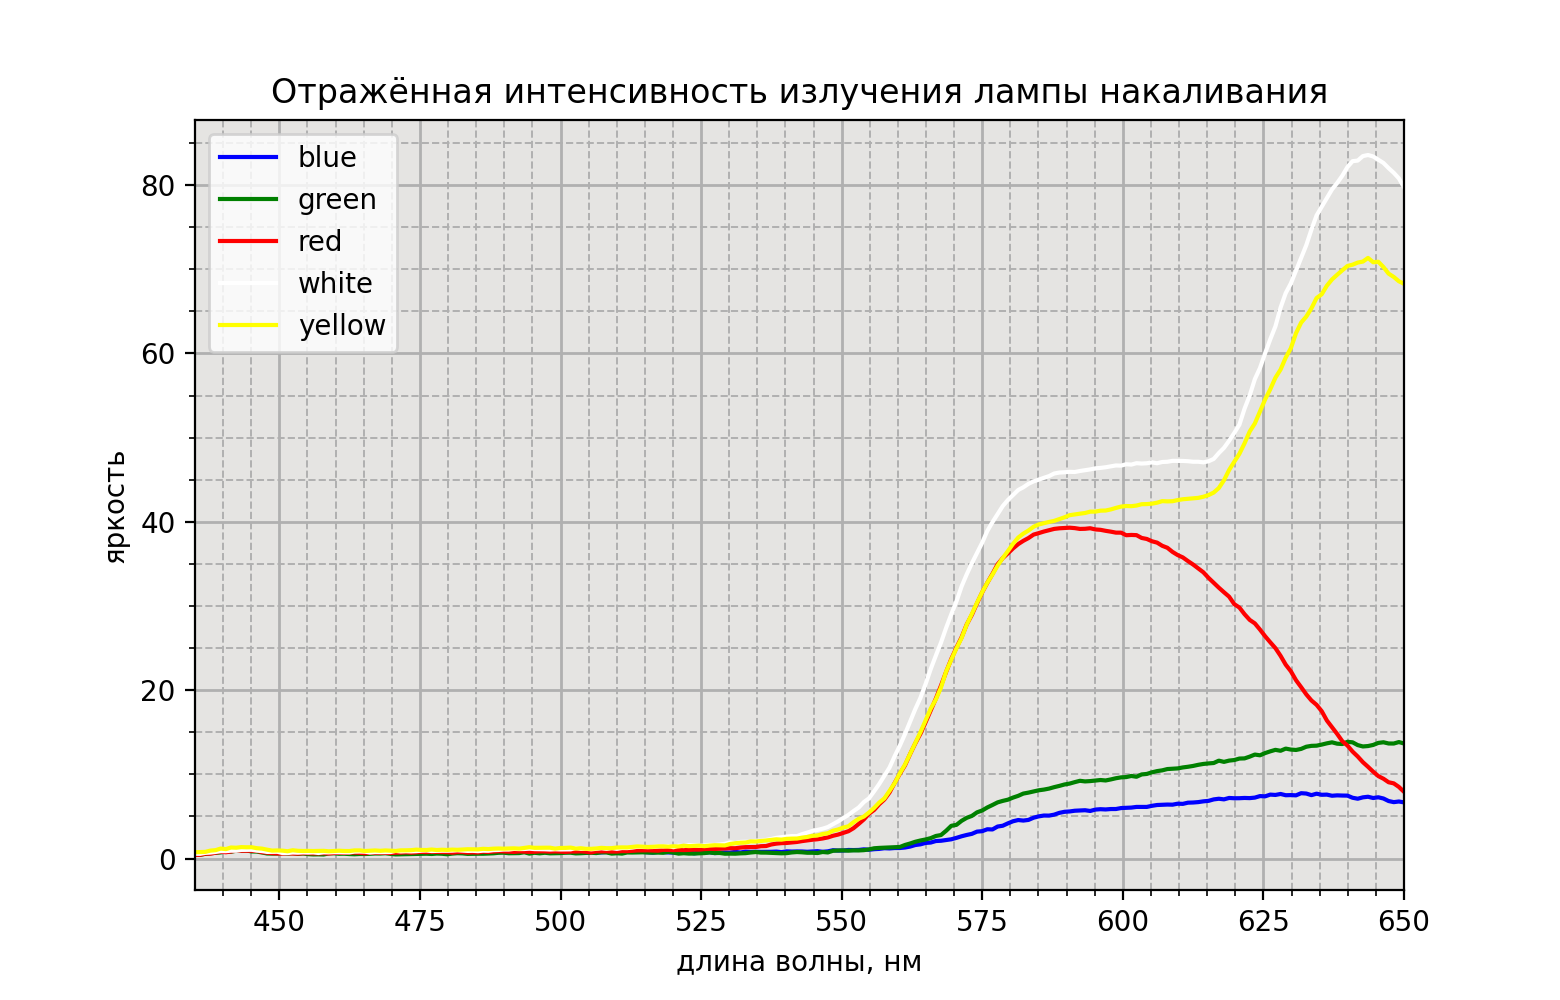 Отражённая интенсивность излучения лампы накаливания
blue
green
red
white
yellow
яркость
80
60
40
20
0
450 475 500 525 550 575 600 625 650
длина волны, нм